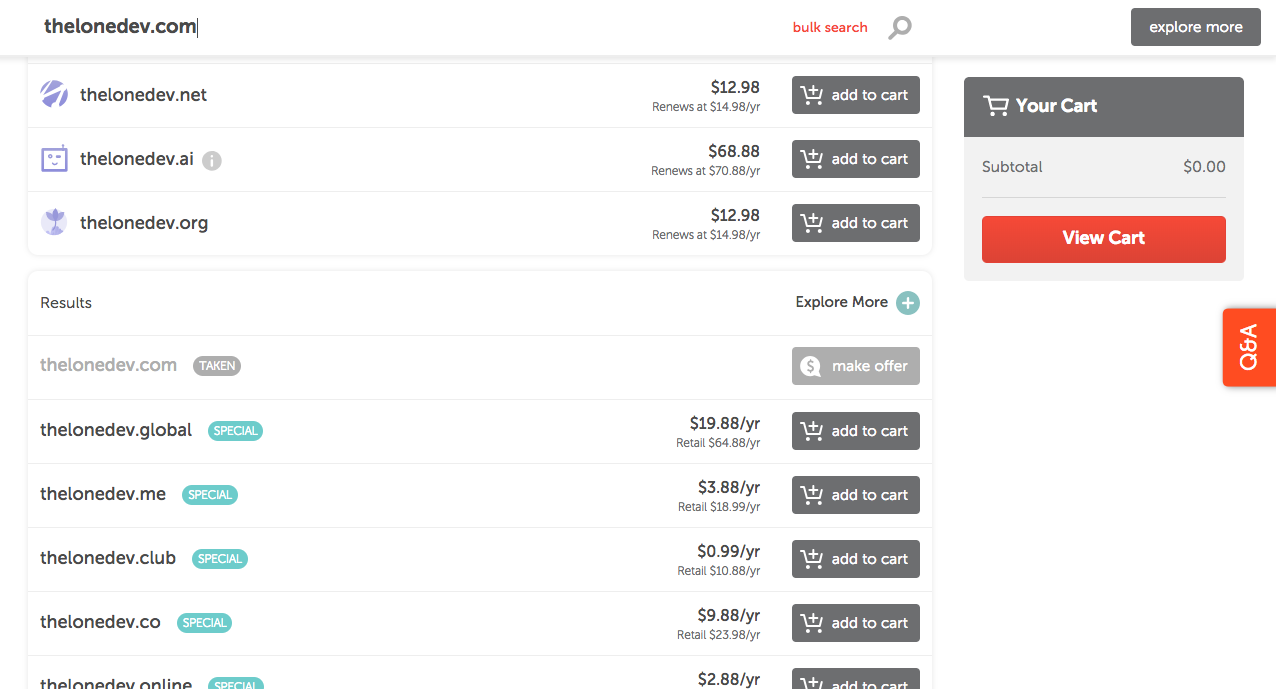 thelonedev.com
bulk search
explore more
thelonedev.net
$12.98
Renews at $14.98/yr
add to cart
thelonedev.ai
i
$68.88
Renews at $70.88/yr
add to cart
thelonedev.org
$12.98
Renews at $14.98/yr
add to cart
Your Cart
Subtotal
$0.00
View Cart
Q&A
Results
Explore More
thelonedev.com
TAKEN
$
make offer
thelonedev.global
SPECIAL
$19.88/yr
Retail $64.88/yr
add to cart
thelonedev.me
SPECIAL
$3.88/yr
Retail $18.99/yr
add to cart
thelonedev.club
SPECIAL
$0.99/yr
Retail $10.88/yr
add to cart
thelonedev.co
SPECIAL
$9.88/yr
Retail $23.98/yr
add to cart
thelonedev.online
SPECIAL
$2.88/yr
add to cart